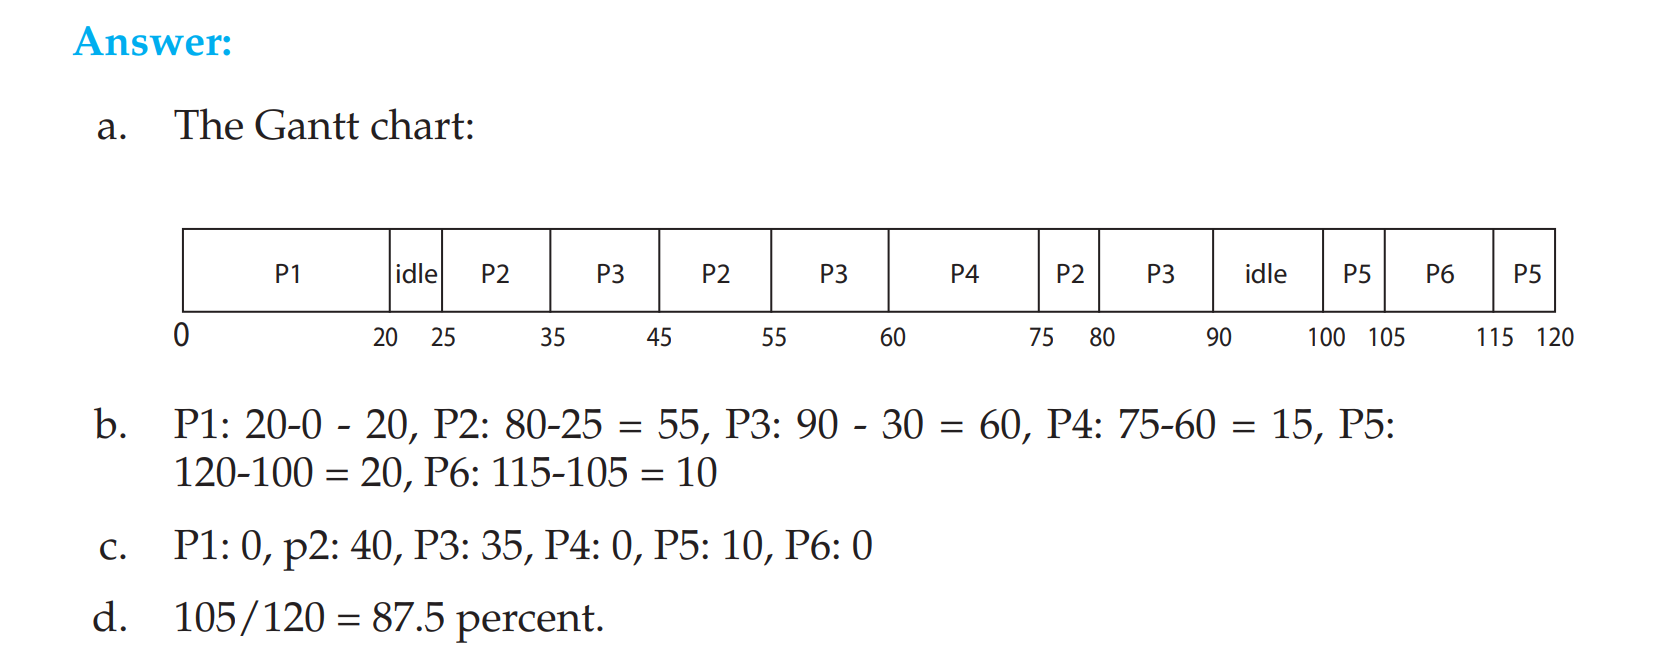 Answer:
a. The Gantt chart:
P1 idle P2 P3 P2 P3 P4 P2 P3 idle P5 P6 P5
0 20 25 35 45 55 60 75 80 90 100 105 115 120
b. P1: 20-0 - 20, P2: 80-25 = 55, P3: 90 - 30 = 60, P4: 75-60 = 15, P5:
120-100 = 20, P6: 115-105 = 10
c. P1: 0, p2: 40, P3: 35, P4: 0, P5: 10, P6: 0
d. 105/120 = 87.5 percent.